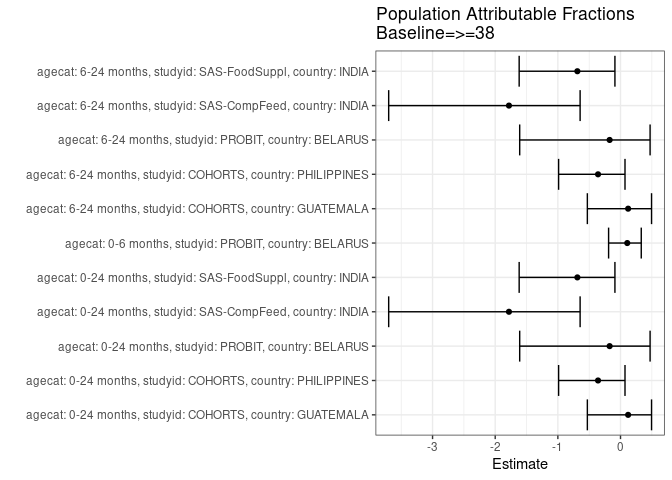 Population Attributable Fractions
Baseline=>=38
agecat: 6-24 months, studyid: SAS-FoodSuppl, country: INDIA
agecat: 6-24 months, studyid: SAS-CompFeed, country: INDIA
agecat: 6-24 months, studyid: PROBIT, country: BELARUS
agecat: 6-24 months, studyid: COHORTS, country: PHILIPPINES
agecat: 6-24 months, studyid: COHORTS, country: GUATEMALA
agecat: 0-6 months, studyid: PROBIT, country: BELARUS
agecat: 0-24 months, studyid: SAS-FoodSuppl, country: INDIA
agecat: 0-24 months, studyid: SAS-CompFeed, country: INDIA
agecat: 0-24 months, studyid: PROBIT, country: BELARUS
agecat: 0-24 months, studyid: COHORTS, country: PHILIPPINES
agecat: 0-24 months, studyid: COHORTS, country: GUATEMALA
-3 -2 -1 0
Estimate